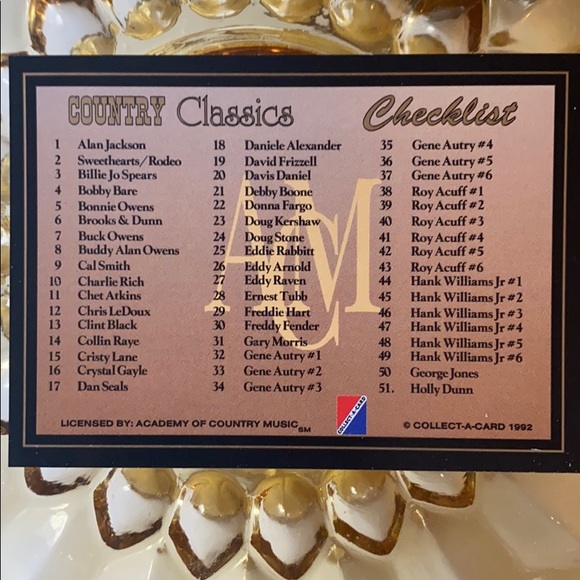 COUNTRY Classics Checklist
1 Alan Jackson
2 Sweethearts/Rodeo
3 Billie Jo Spears
4 Bobby Bare
5 Bonnie Owens
6 Brooks & Dunn
7 Buck Owens
8 Buddy Alan Owens
9 Cal Smith
10 Charlie Rich
11 Chet Atkins
12 Chris LeDoux
13 Clint Black
14 Collin Raye
15 Cristy Lane
16 Crystal Gayle
17 Dan Seals
18 Daniele Alexander
19 David Frizzell
20 Davis Daniel
21 Debby Boone
22 Donna Fargo
23 Doug Kershaw
24 Doug Stone
25 Eddie Rabbitt
26 Eddy Arnold
27 Eddy Raven
28 Ernest Tubb
29 Freddie Hart
30 Freddy Fender
31 Gary Morris
32 Gene Autry #1
33 Gene Autry #2
34 Gene Autry #3
35 Gene Autry #4
36 Gene Autry #5
37 Gene Autry #6
38 Roy Acuff #1
39 Roy Acuff #2
40 Roy Acuff #3
41 Roy Acuff #4
42 Roy Acuff #5
43 Roy Acuff #6
44 Hank Williams Jr #1
45 Hank Williams Jr #2
46 Hank Williams Jr #3
47 Hank Williams Jr #4
48 Hank Williams Jr #5
49 Hank Williams Jr #6
50 George Jones
51. Holly Dunn
ACM
LICENSED BY: ACADEMY OF COUNTRY MUSIC SM
COLLECT-A-CARD
© COLLECT-A-CARD 1992